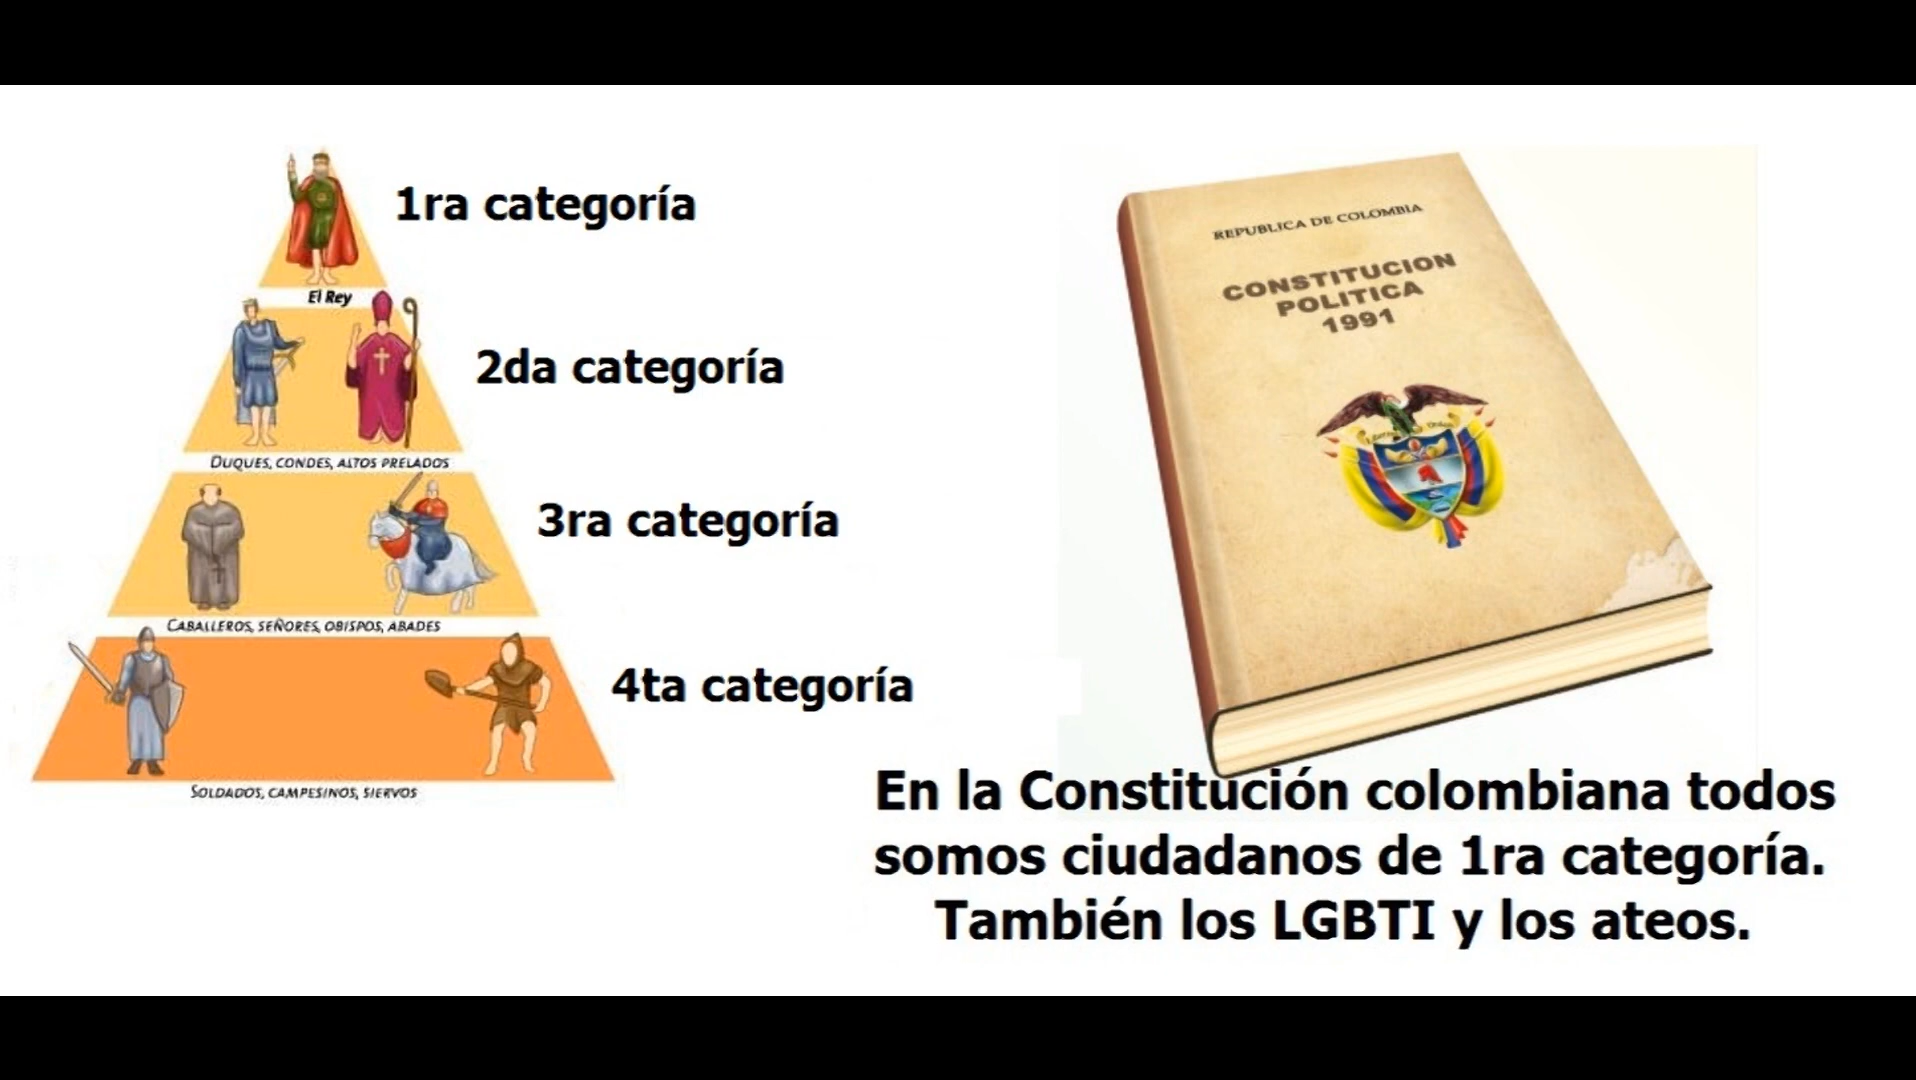 1ra categoría
El Rey
2da categoría
DUQUES, CONDES, ALTOS PRELADOS
3ra categoría
CABALLEROS, SEÑORES, OBISPOS, ABADES
4ta categoría
SOLDADOS, CAMPESINOS, SIERVOS
REPUBLICA DE COLOMBIA
CONSTITUCION
POLITICA
1991
En la Constitución colombiana todos
somos ciudadanos de 1ra categoría.
También los LGBTI y los ateos.